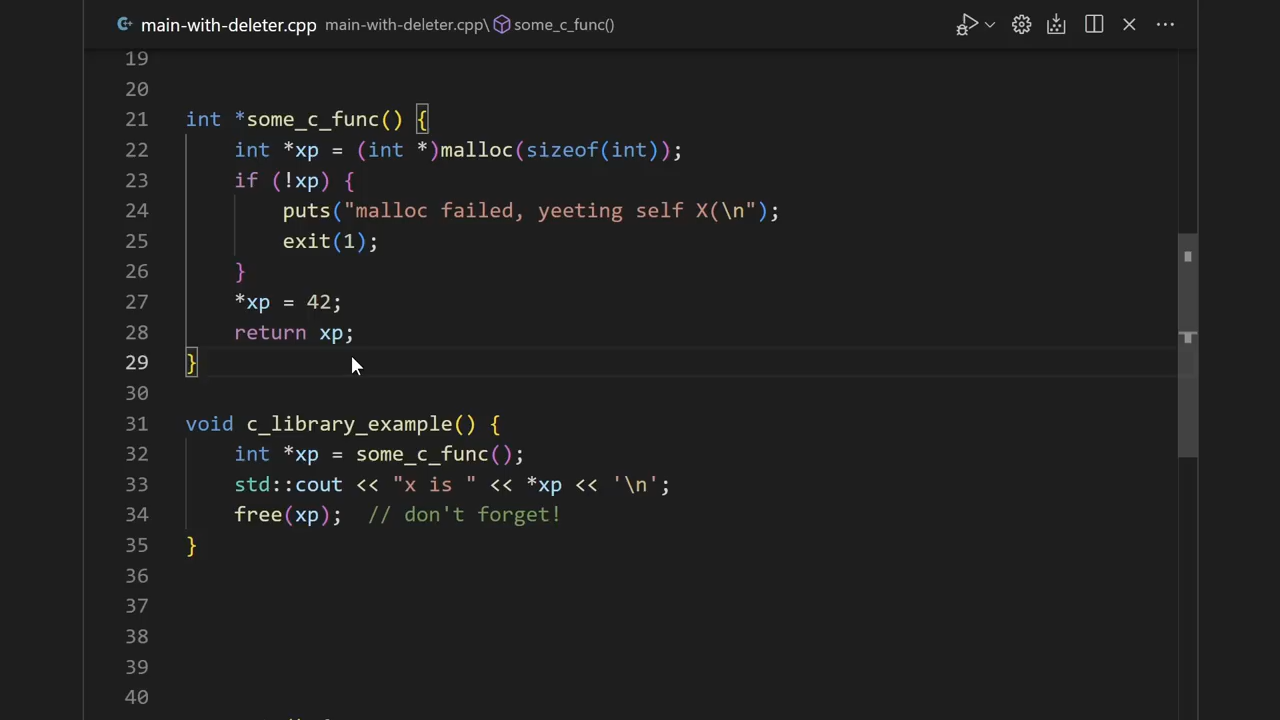 main-with-deleter.cpp main-with-deleter.cpp\ some_c_func()
19
20
21 int *some_c_func() {
22 int *xp = (int *)malloc(sizeof(int));
23 if (!xp) {
24 puts("malloc failed, yeeting self X(\n");
25 exit(1);
26 }
27 *xp = 42;
28 return xp;
29 }
30
31 void c_library_example() {
32 int *xp = some_c_func();
33 std::cout << "x is " << *xp << '\n';
34 free(xp); // don't forget!
35 }
36
37
38
39
40